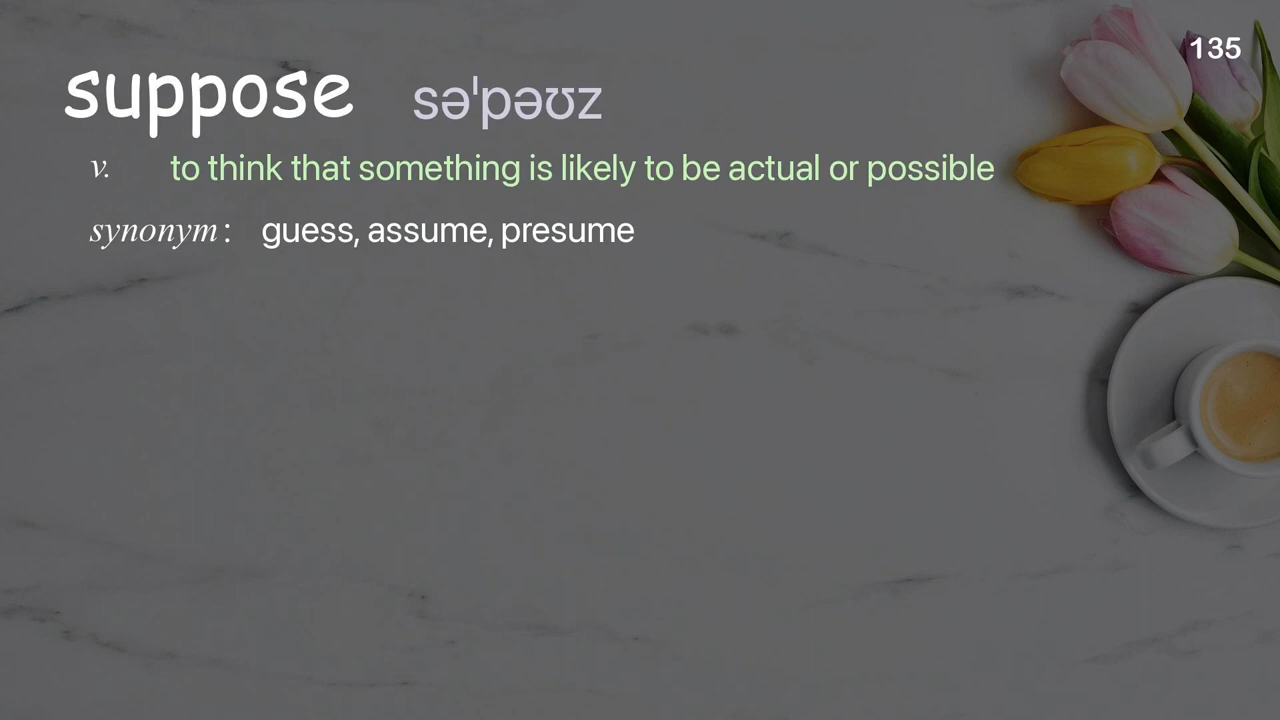 135
suppose səˈpəʊz
v. to think that something is likely to be actual or possible
synonym: guess, assume, presume